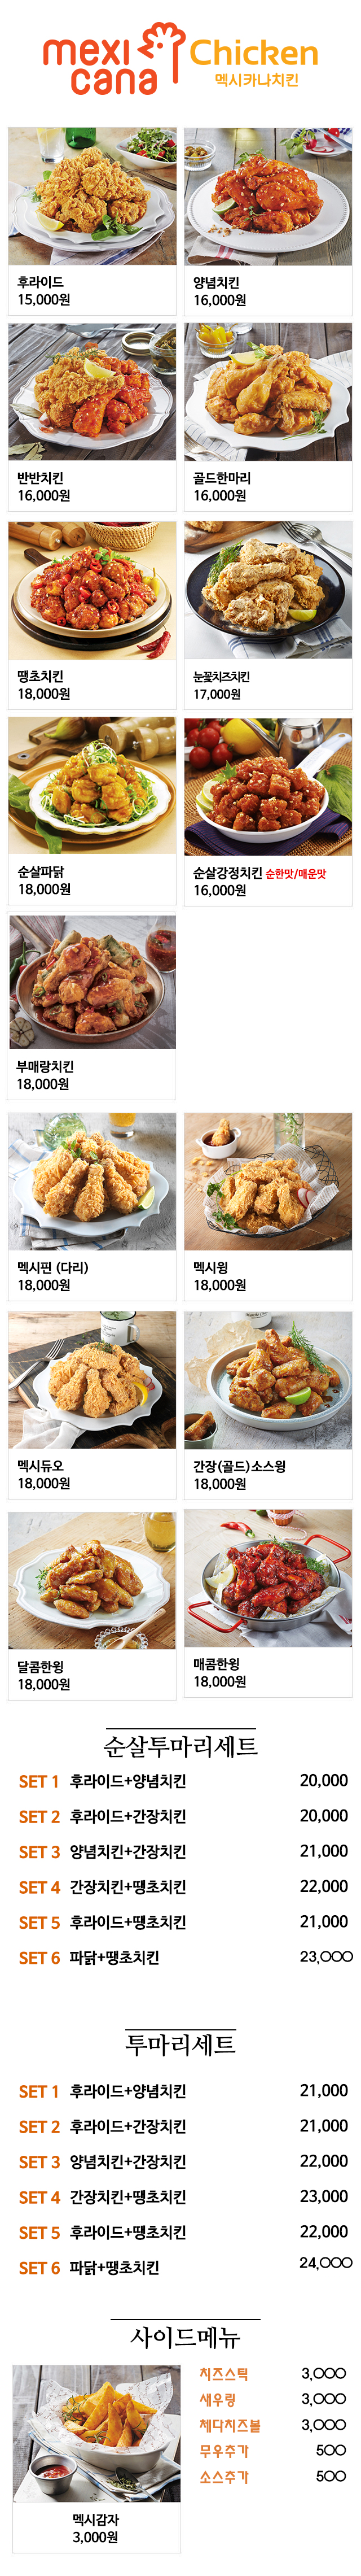 mexi
cana
Chicken
멕시카나치킨
후라이드
15,000원
양념치킨
16,000원
반반치킨
16,000원
골드한마리
16,000원
땡초치킨
18,000원
눈꽃치즈치킨
17,000원
순살파닭
18,000원
순살강정치킨 순한맛/매운맛
16,000원
부매랑치킨
18,000원
멕시핀 (다리)
18,000원
멕시윙
18,000원
멕시듀오
18,000원
간장(골드)소스윙
18,000원
달콤한윙
18,000원
매콤한윙
18,000원
순살투마리세트
SET 1 후라이드+양념치킨 20,000
SET 2 후라이드+간장치킨 20,000
SET 3 양념치킨+간장치킨 21,000
SET 4 간장치킨+땡초치킨 22,000
SET 5 후라이드+땡초치킨 21,000
SET 6 파닭+땡초치킨 23,000
투마리세트
SET 1 후라이드+양념치킨 21,000
SET 2 후라이드+간장치킨 21,000
SET 3 양념치킨+간장치킨 22,000
SET 4 간장치킨+땡초치킨 23,000
SET 5 후라이드+땡초치킨 22,000
SET 6 파닭+땡초치킨 24,000
사이드메뉴
치즈스틱 3,000
새우링 3,000
체다치즈볼 3,000
무우추가 500
소스추가 500
멕시감자
3,000원